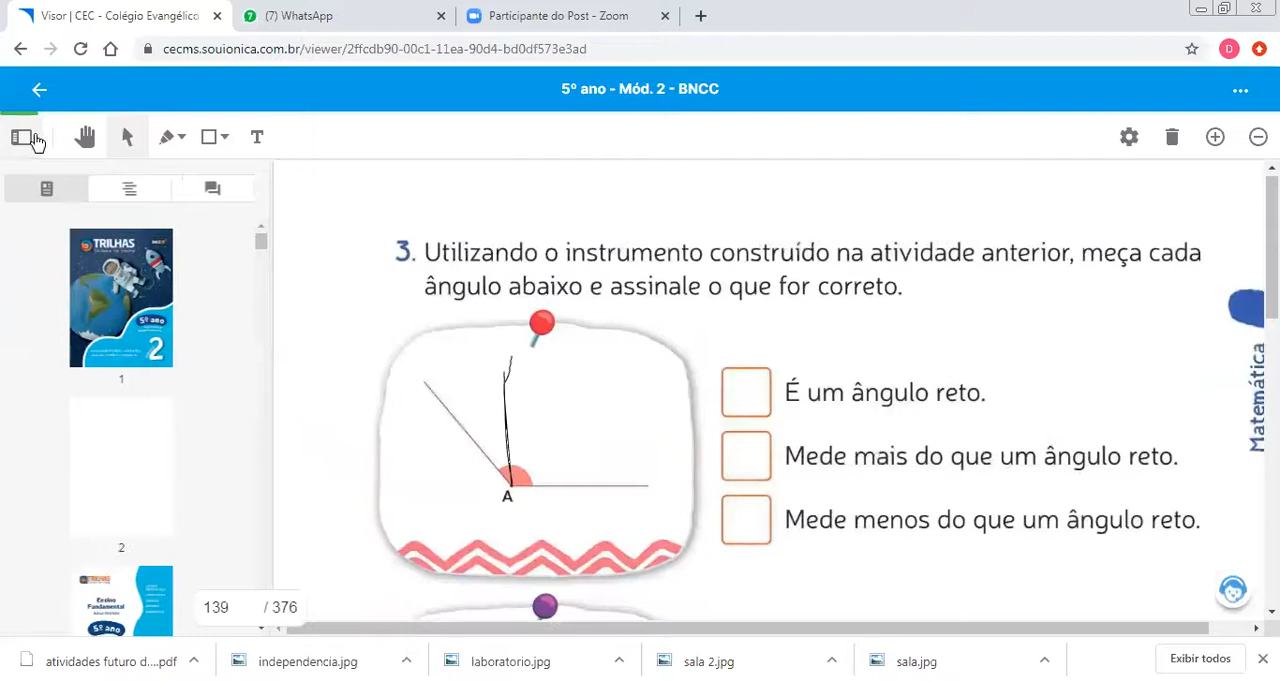 Visor | CEC - Colégio Evangélico
(7) WhatsApp
Participante do Post - Zoom
cecms.souionica.com.br/viewer/2ffcdb90-00c1-11ea-90d4-bd0df573e3ad
D
5º ano - Mód. 2 - BNCC
T
TRILHAS
5º ano
2
1
2
TRILHAS
Ensino
Fundamental
5º ano
139 / 376
3. Utilizando o instrumento construído na atividade anterior, meça cada
ângulo abaixo e assinale o que for correto.
A
É um ângulo reto.
Mede mais do que um ângulo reto.
Mede menos do que um ângulo reto.
Matemática
atividades futuro d....pdf
independencia.jpg
laboratorio.jpg
sala 2.jpg
sala.jpg
Exibir todos